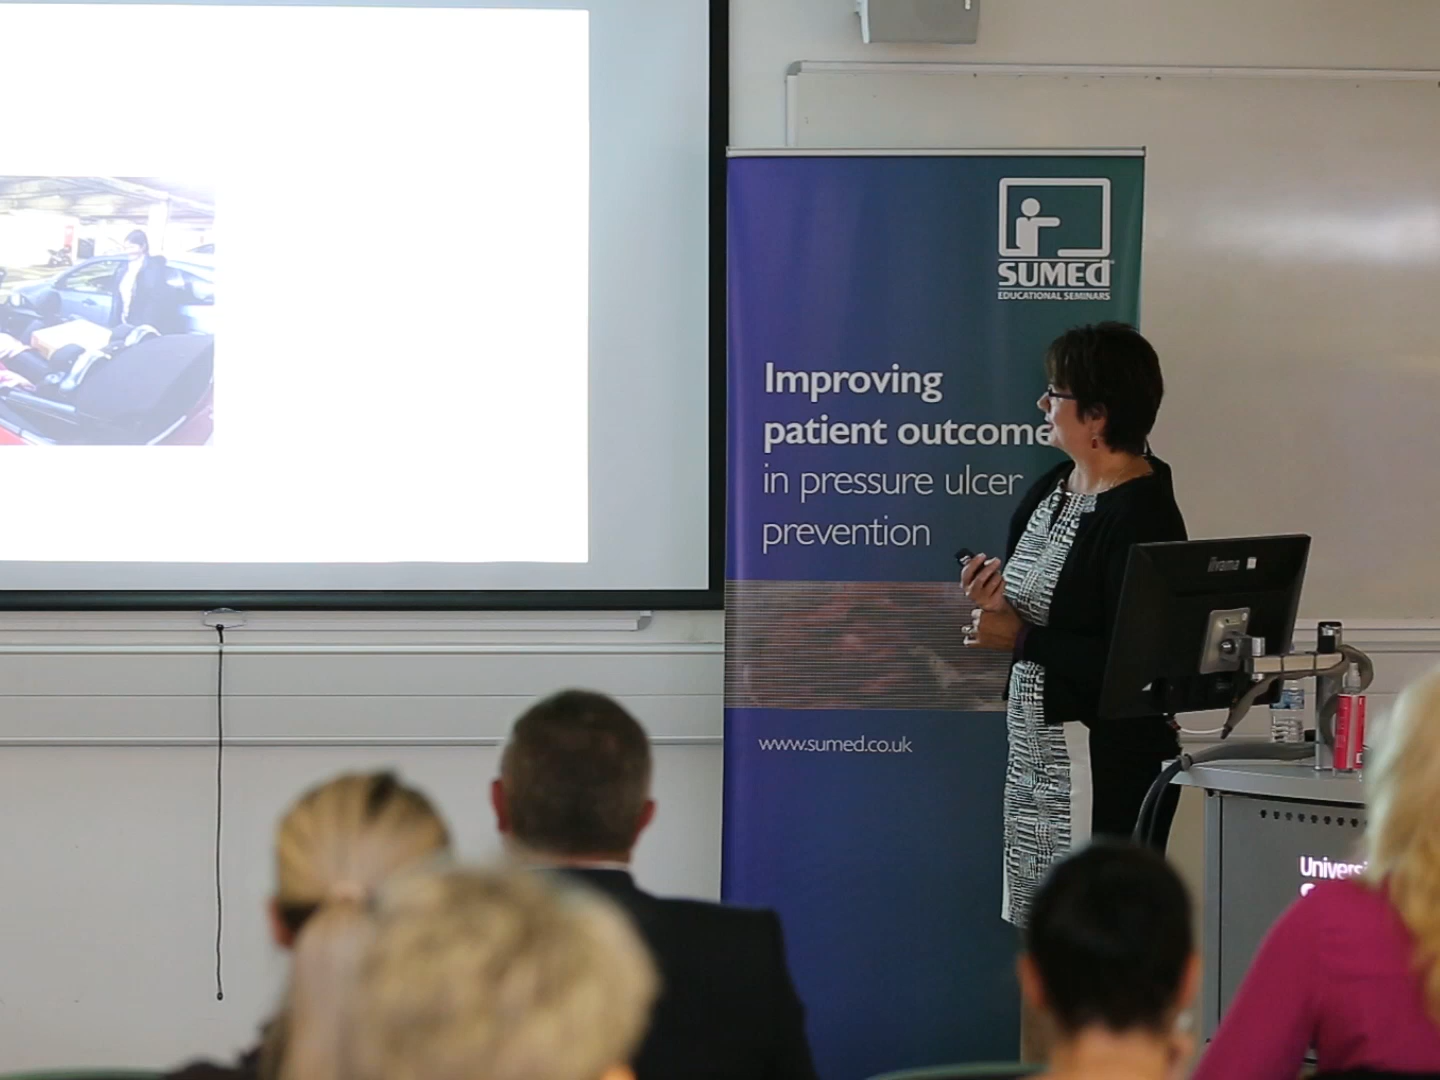 SUMED
EDUCATIONAL SEMINARS
Improving
patient outcome
in pressure ulcer
prevention
www.sumed.co.uk
iiyama